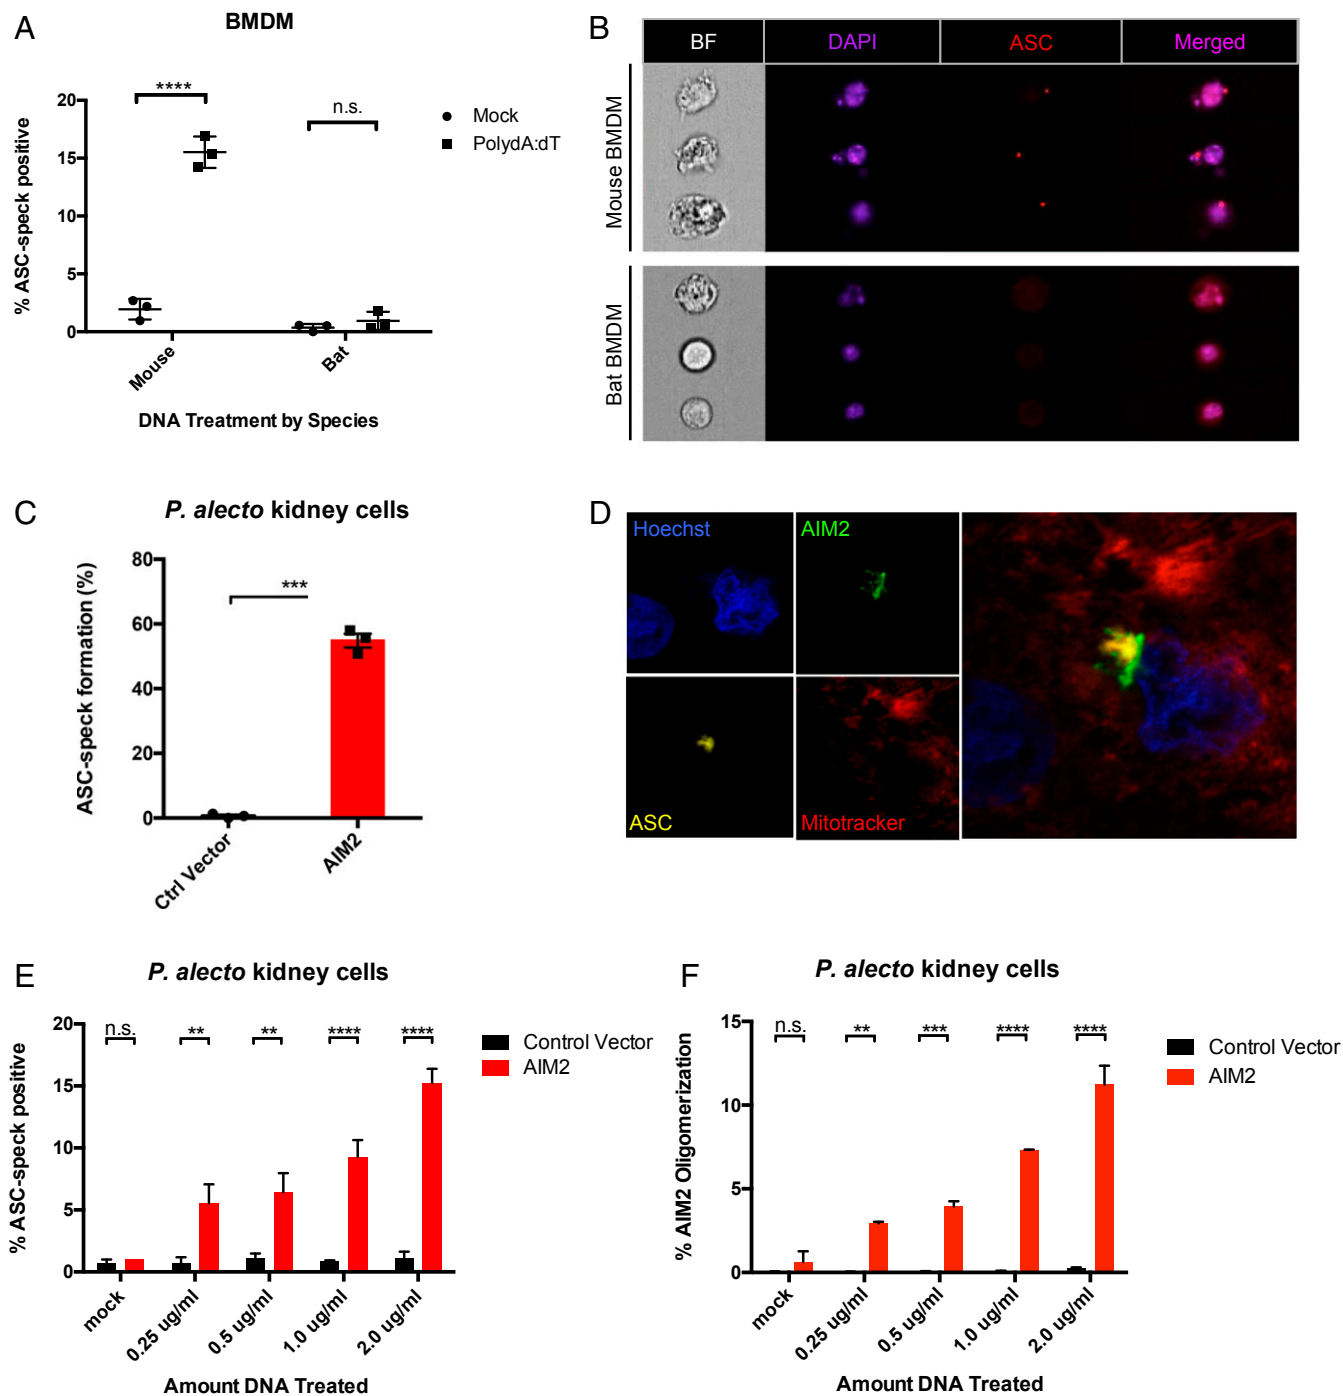 A
BMDM
% ASC-speck positive
20
15
10
5
0
****
n.s.
Mock
PolydA:dT
Mouse
Bat
DNA Treatment by Species
B
BF
DAPI
ASC
Merged
Mouse BMDM
Bat BMDM
C
P. alecto kidney cells
ASC-speck formation (%)
80
60
40
20
0
***
Ctrl Vector
AIM2
D
Hoechst
AIM2
ASC
Mitotracker
E
P. alecto kidney cells
% ASC-speck positive
20
15
10
5
0
n.s.
**
**
****
****
Control Vector
AIM2
mock
0.25 ug/ml
0.5 ug/ml
1.0 ug/ml
2.0 ug/ml
Amount DNA Treated
F
P. alecto kidney cells
% AIM2 Oligomerization
15
10
5
0
n.s.
**
***
****
****
Control Vector
AIM2
mock
0.25 ug/ml
0.5 ug/ml
1.0 ug/ml
2.0 ug/ml
Amount DNA Treated